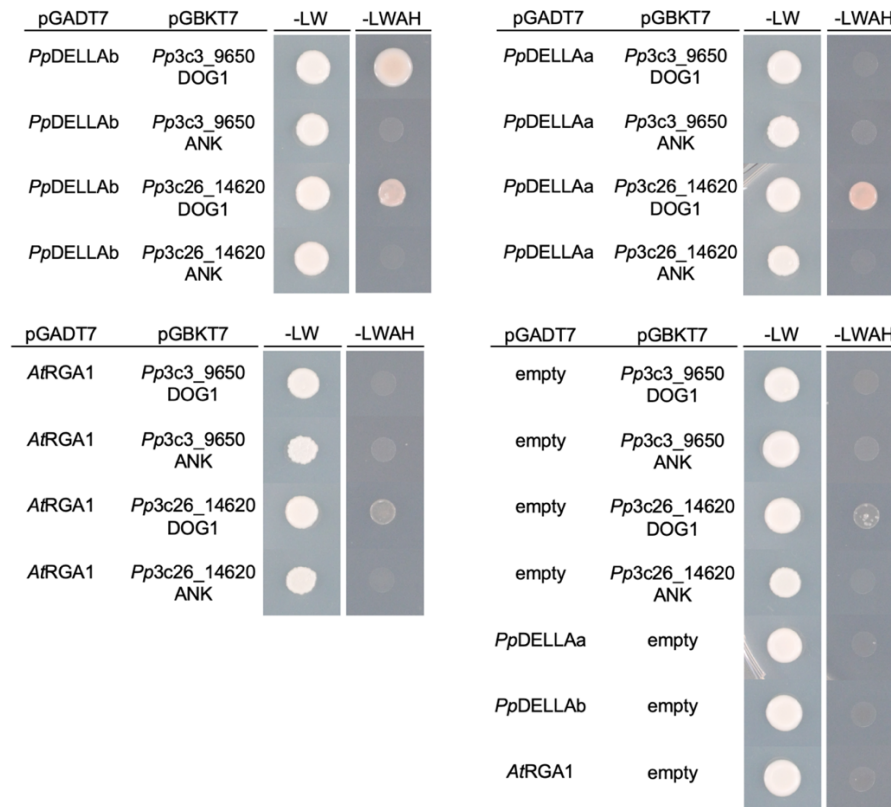 pGADT7 pGBKT7 -LW -LWAH
PpDELLAb Pp3c3_9650
DOG1
PpDELLAb Pp3c3_9650
ANK
PpDELLAb Pp3c26_14620
DOG1
PpDELLAb Pp3c26_14620
ANK
pGADT7 pGBKT7 -LW -LWAH
PpDELLAa Pp3c3_9650
DOG1
PpDELLAa Pp3c3_9650
ANK
PpDELLAa Pp3c26_14620
DOG1
PpDELLAa Pp3c26_14620
ANK
pGADT7 pGBKT7 -LW -LWAH
AtRGA1 Pp3c3_9650
DOG1
AtRGA1 Pp3c3_9650
ANK
AtRGA1 Pp3c26_14620
DOG1
AtRGA1 Pp3c26_14620
ANK
pGADT7 pGBKT7 -LW -LWAH
empty Pp3c3_9650
DOG1
empty Pp3c3_9650
ANK
empty Pp3c26_14620
DOG1
empty Pp3c26_14620
ANK
PpDELLAa empty
PpDELLAb empty
AtRGA1 empty